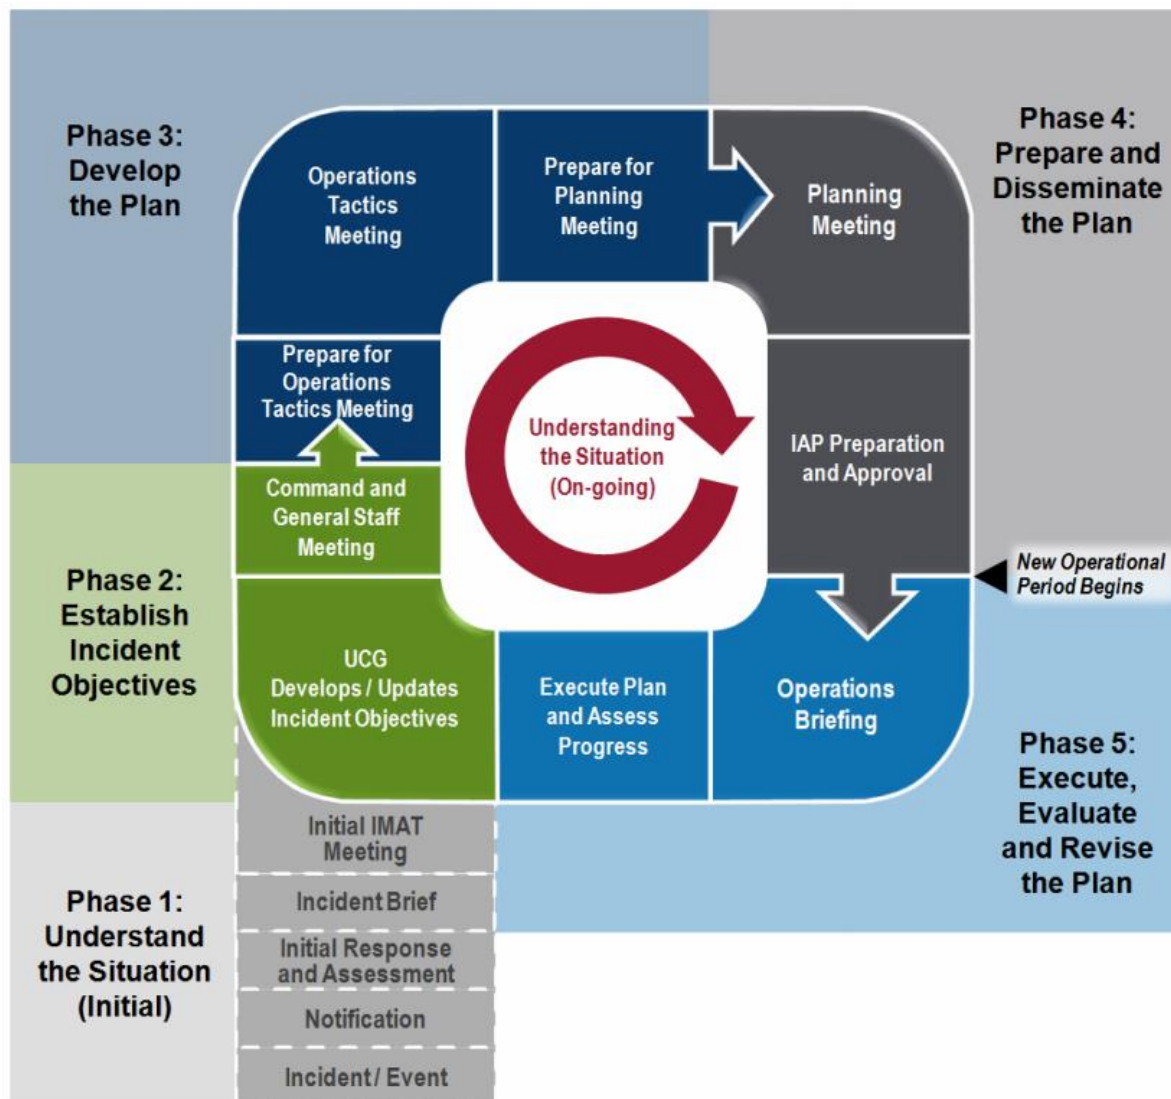 Phase 3:
Develop
the Plan
Operations
Tactics
Meeting
Prepare for
Planning
Meeting
Planning
Meeting
Phase 4:
Prepare and
Disseminate
the Plan
Prepare for
Operations
Tactics Meeting
Understanding
the Situation
(On-going)
IAP Preparation
and Approval
Command and
General Staff
Meeting
Phase 2:
Establish
Incident
Objectives
New Operational
Period Begins
UCG
Develops / Updates
Incident Objectives
Execute Plan
and Assess
Progress
Operations
Briefing
Phase 5:
Execute,
Evaluate
and Revise
the Plan
Phase 1:
Understand
the Situation
(Initial)
Initial IMAT
Meeting
Incident Brief
Initial Response
and Assessment
Notification
Incident / Event